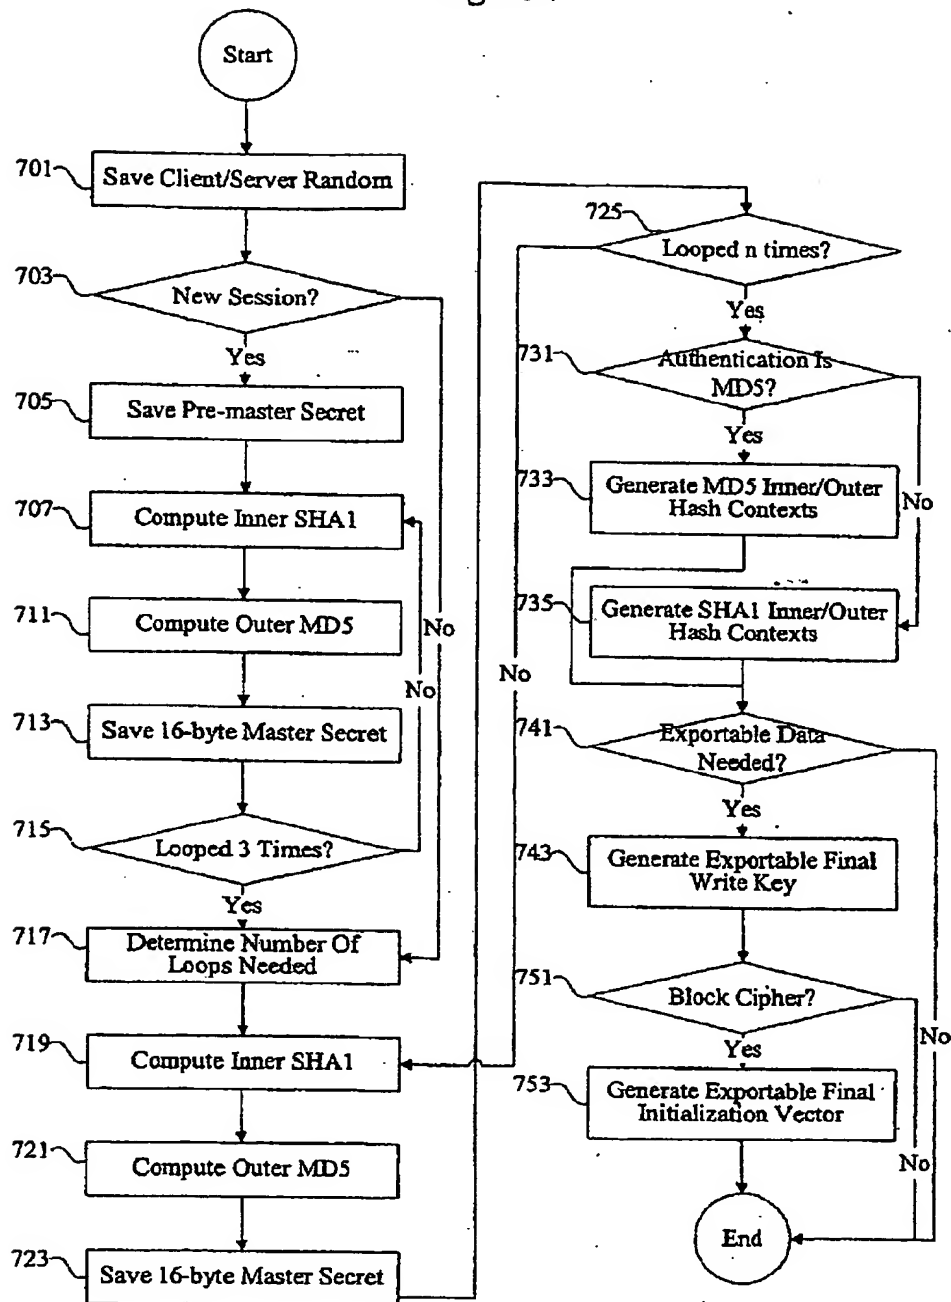 Start
701
Save Client/Server Random
703
New Session?
Yes
705
Save Pre-master Secret
707
Compute Inner SHA1
711
Compute Outer MD5
No
No
713
Save 16-byte Master Secret
715
Looped 3 Times?
Yes
717
Determine Number Of
Loops Needed
719
Compute Inner SHA1
721
Compute Outer MD5
723
Save 16-byte Master Secret
725
Looped n times?
Yes
731
Authentication Is
MD5?
Yes
733
Generate MD5 Inner/Outer
Hash Contexts
No
735
Generate SHA1 Inner/Outer
Hash Contexts
No
741
Exportable Data
Needed?
Yes
743
Generate Exportable Final
Write Key
751
Block Cipher?
No
Yes
753
Generate Exportable Final
Initialization Vector
No
End